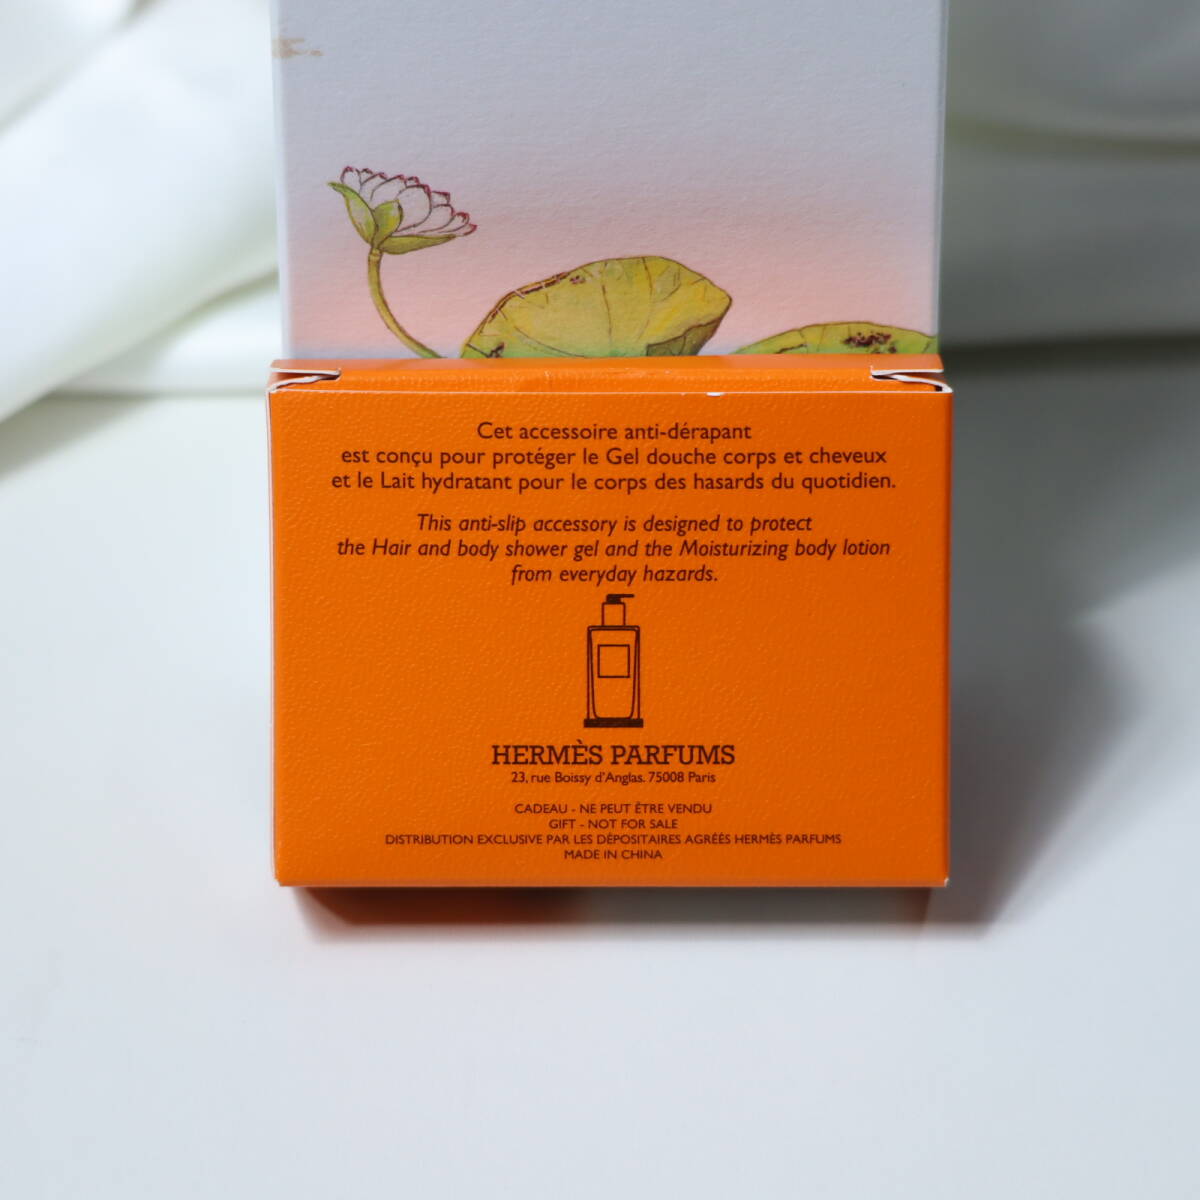 Cet accessoire anti-dérapant
est conçu pour protéger le Gel douche corps et cheveux
et le Lait hydratant pour le corps des hasards du quotidien.
This anti-slip accessory is designed to protect
the Hair and body shower gel and the Moisturizing body lotion
from everyday hazards.
HERMÈS PARFUMS
23, rue Boissy d'Anglas. 75008 Paris
CADEAU - NE PEUT ÊTRE VENDU
GIFT - NOT FOR SALE
DISTRIBUTION EXCLUSIVE PAR LES DÉPOSITAIRES AGRÉÉS HERMÈS PARFUMS
MADE IN CHINA